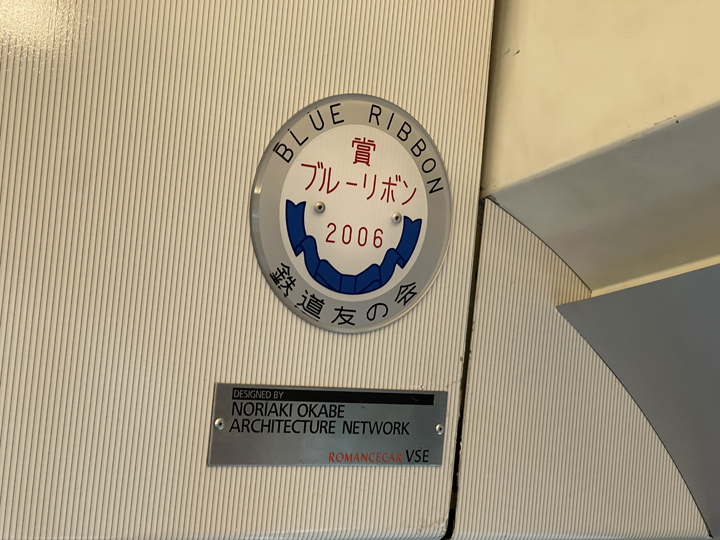 BLUE RIBBON
賞
ブルーリボン
2006
鉄道友の会
DESIGNED BY
NORIAKI OKABE
ARCHITECTURE NETWORK
ROMANCECAR VSE